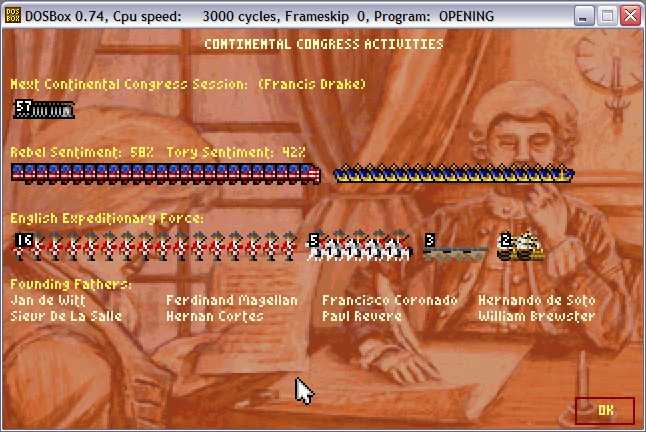 DOS BOX DOSBox 0.74, Cpu speed: 3000 cycles, Frameskip 0, Program: OPENING
CONTINENTAL CONGRESS ACTIVITIES
Next Continental Congress Session: (Francis Drake)
57
Rebel Sentiment: 58% Tory Sentiment: 42%
English Expeditionary Force:
16 5 3 2
Founding Fathers:
Jan de Witt Ferdinand Magellan Francisco Coronado Hernando de Soto
Sieur De La Salle Hernan Cortes Paul Revere William Brewster
OK